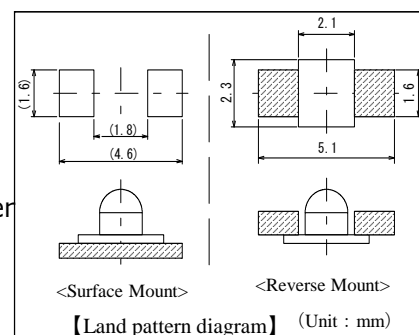 2.1
(1.6)
2.3
1.6
(1.8)
(4.6)
5.1
er
<Surface Mount>
<Reverse Mount>
【Land pattern diagram】 (Unit : mm)